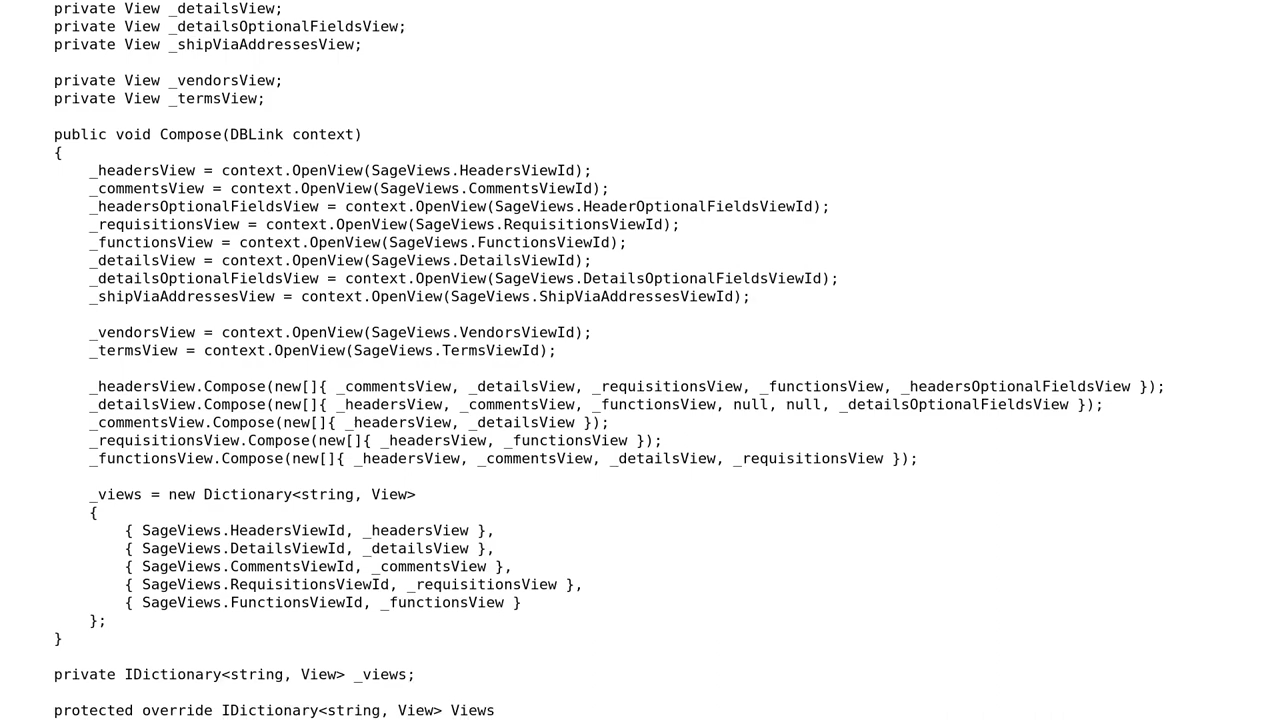 private View _detailsView;
private View _detailsOptionalFieldsView;
private View _shipViaAddressesView;
private View _vendorsView;
private View _termsView;
public void Compose(DBLink context)
{
_headersView = context.OpenView(SageViews.HeadersViewId);
_commentsView = context.OpenView(SageViews.CommentsViewId);
_headersOptionalFieldsView = context.OpenView(SageViews.HeaderOptionalFieldsViewId);
_requisitionsView = context.OpenView(SageViews.RequisitionsViewId);
_functionsView = context.OpenView(SageViews.FunctionsViewId);
_detailsView = context.OpenView(SageViews.DetailsViewId);
_detailsOptionalFieldsView = context.OpenView(SageViews.DetailsOptionalFieldsViewId);
_shipViaAddressesView = context.OpenView(SageViews.ShipViaAddressesViewId);
_vendorsView = context.OpenView(SageViews.VendorsViewId);
_termsView = context.OpenView(SageViews.TermsViewId);
_headersView.Compose(new[]{ _commentsView, _detailsView, _requisitionsView, _functionsView, _headersOptionalFieldsView });
_detailsView.Compose(new[]{ _headersView, _commentsView, _functionsView, null, null, _detailsOptionalFieldsView });
_commentsView.Compose(new[]{ _headersView, _detailsView });
_requisitionsView.Compose(new[]{ _headersView, _functionsView });
_functionsView.Compose(new[]{ _headersView, _commentsView, _detailsView, _requisitionsView });
_views = new Dictionary<string, View>
{
{ SageViews.HeadersViewId, _headersView },
{ SageViews.DetailsViewId, _detailsView },
{ SageViews.CommentsViewId, _commentsView },
{ SageViews.RequisitionsViewId, _requisitionsView },
{ SageViews.FunctionsViewId, _functionsView }
};
}
private IDictionary<string, View> _views;
protected override IDictionary<string, View> Views